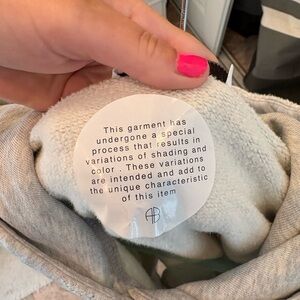 This garment has
undergone a special
process that results in
variations of shading and
color . These variations
are intended and add to
the unique characteristic
of this item
AB